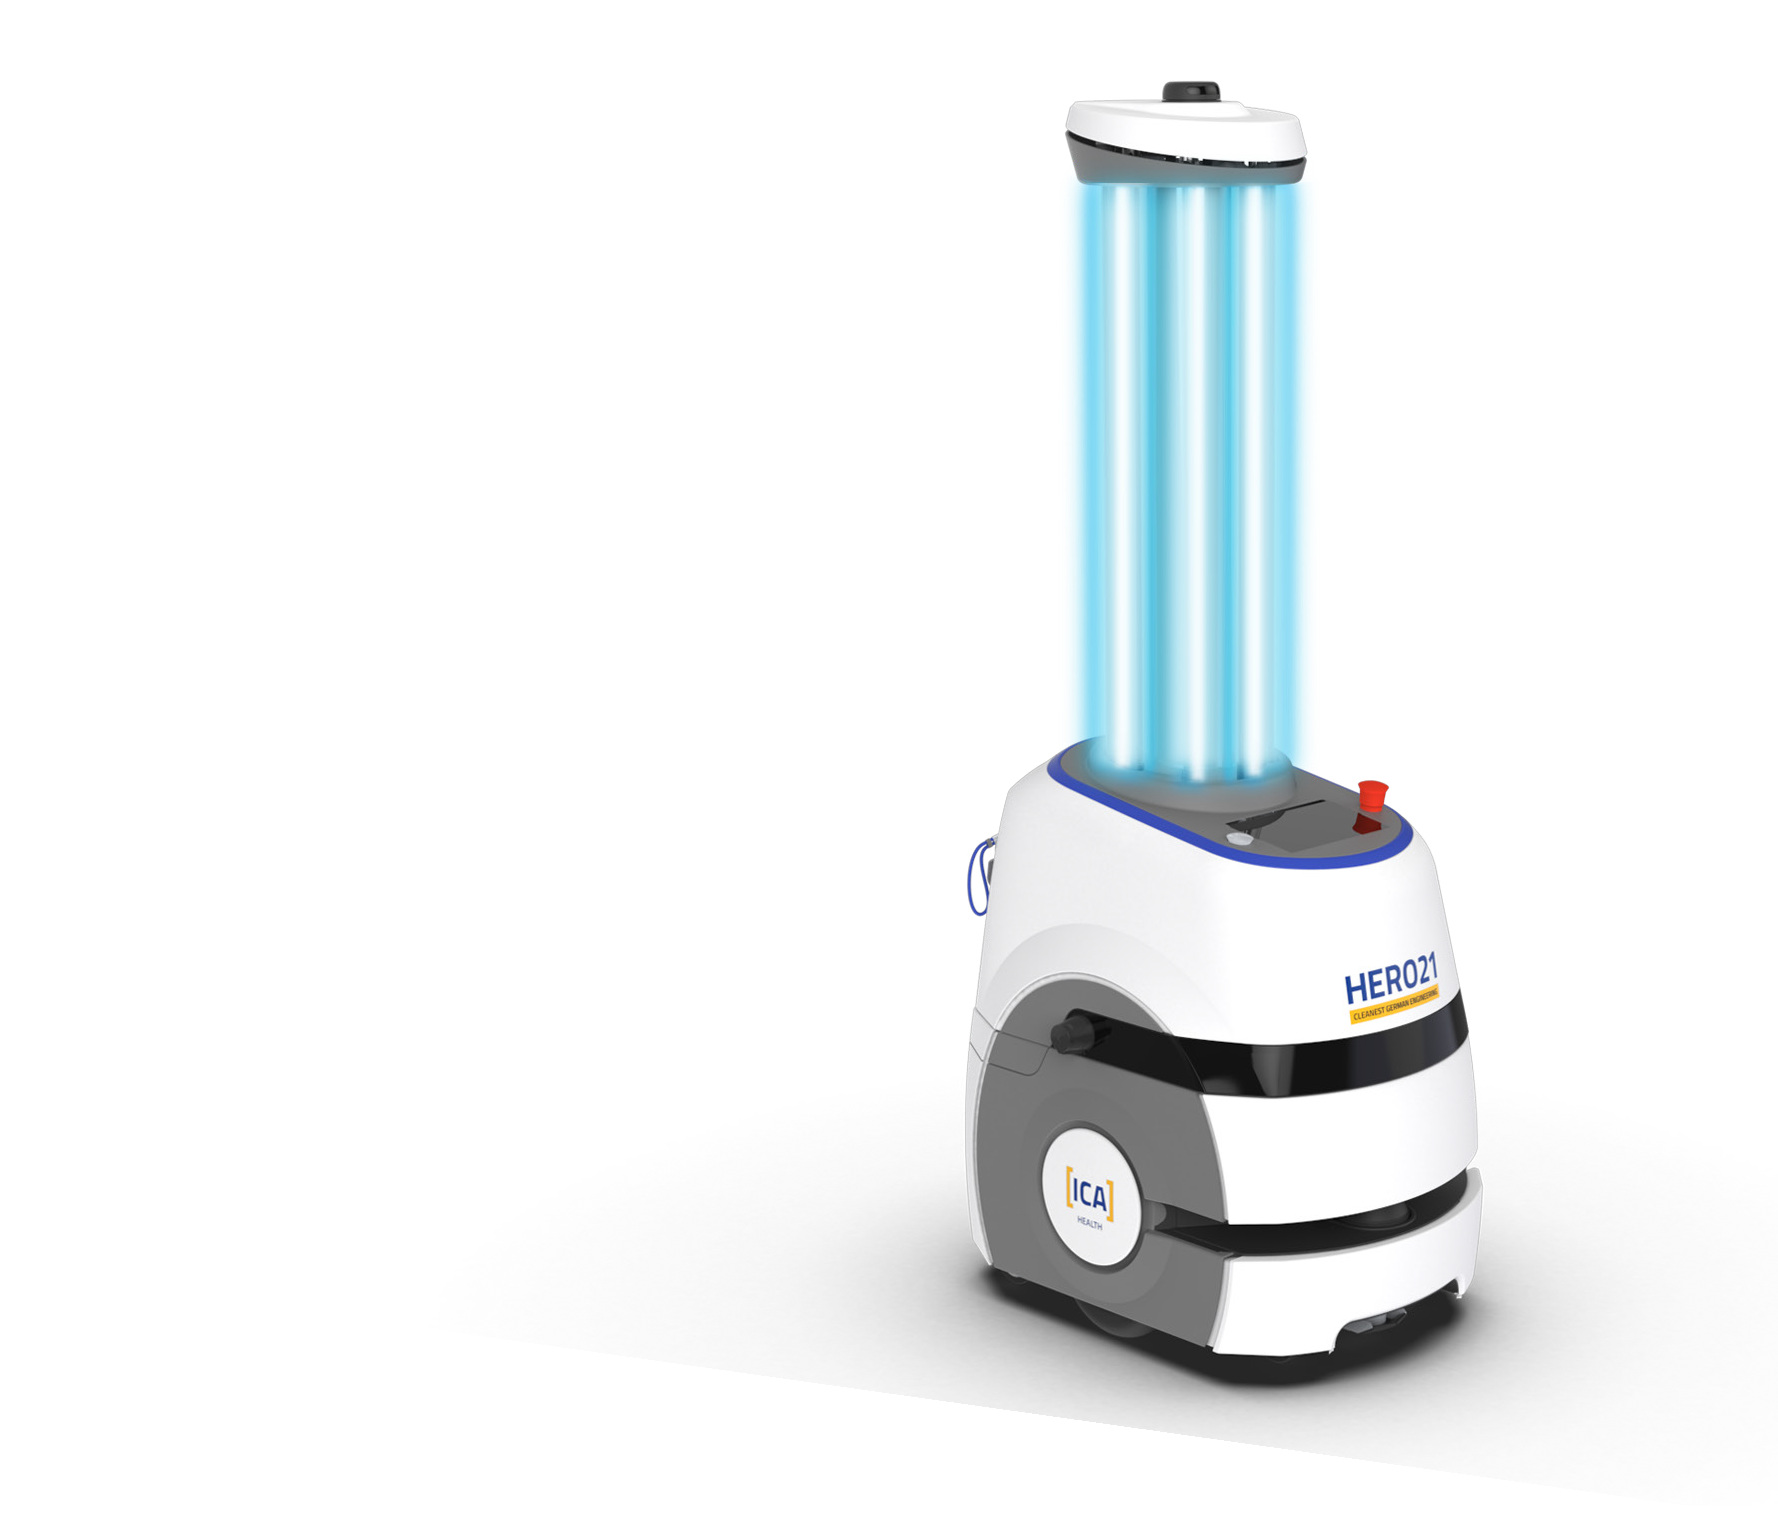 HERO21
CLEANEST GERMAN ENGINEERING
[ICA]
HEALTH